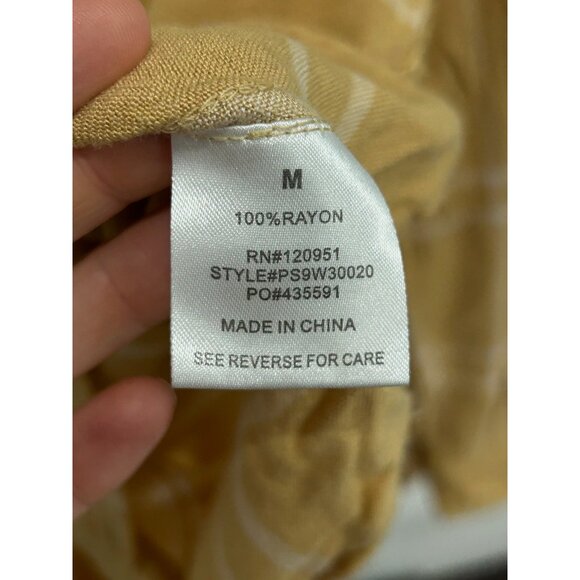 M
100%RAYON
RN#120951
STYLE#PS9W30020
PO#435591
MADE IN CHINA
SEE REVERSE FOR CARE